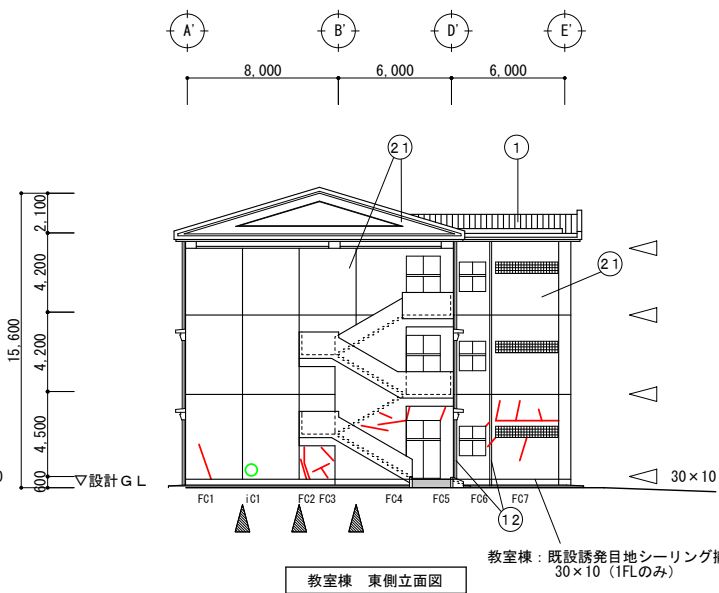 A' B' D' E'
8,000 6,000 6,000
21 1
2,100
4,200
21
15,600
4,200
4,500
600
▽設計GL
30×10
FC1 iC1 FC2 FC3 FC4 FC5 FC6 FC7
12
教室棟：既設誘発目地シーリング
30×10（1FLのみ）
教室棟 東側立面図